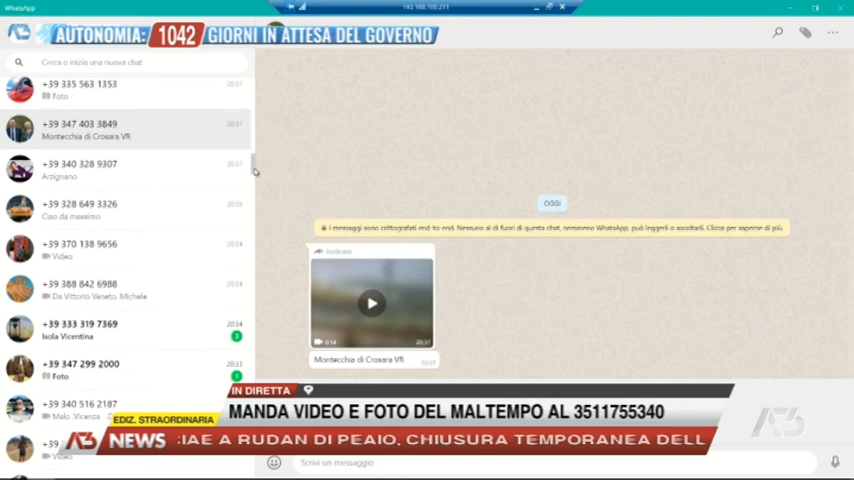 WhatsApp
192.168.100.211
AUTONOMIA: 1042 GIORNI IN ATTESA DEL GOVERNO
Cerca o inizia una nuova chat
+39 335 563 1353
20:37
Foto
+39 347 403 3849
20:37
Montecchia di Crosara VR
+39 340 328 9307
20:37
Arzignano
+39 328 649 3326
20:36
Ciao da massimo
+39 370 138 9656
20:34
Video
+39 388 842 6988
20:34
Da Vittorio Veneto. Michele
+39 333 319 7369
20:34
Isola Vicentina
+39 347 299 2000
20:33
Foto
+39 340 516 2187
Malo .Vicenza
+39
Video
OGGI
I messaggi sono crittografati end-to-end. Nessuno al di fuori di questa chat, nemmeno WhatsApp, può leggerli o ascoltarli. Clicca per saperne di più.
Inoltrato
0:14
20:37
Montecchia di Crosara VR
20:37
IN DIRETTA
MANDA VIDEO E FOTO DEL MALTEMPO AL 3511755340
EDIZ. STRAORDINARIA
A3 NEWS
IAE A RUDAN DI PEAIO, CHIUSURA TEMPORANEA DELL
A3
Scrivi un messaggio